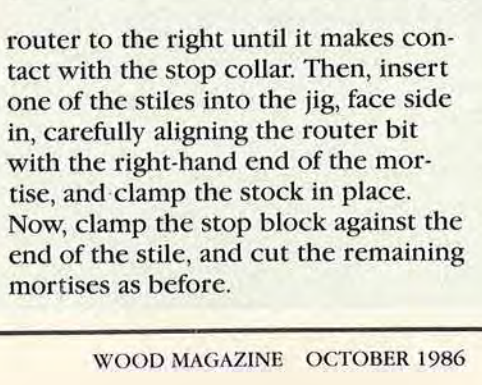 router to the right until it makes con-
tact with the stop collar. Then, insert
one of the stiles into the jig, face side
in, carefully aligning the router bit
with the right-hand end of the mor-
tise, and clamp the stock in place.
Now, clamp the stop block against the
end of the stile, and cut the remaining
mortises as before.
WOOD MAGAZINE OCTOBER 1986